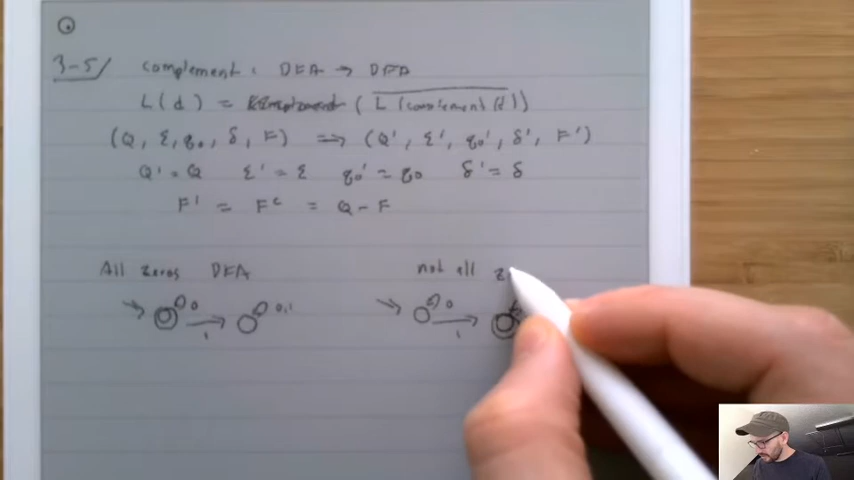 3-5/ complement : DFA → DFA
L(d) = ( L(complement(d)) )
(Q, Σ, q₀, δ, F) ⟹ (Q', Σ', q₀', δ', F')
Q' = Q Σ' = Σ q₀' = q₀ δ' = δ
F' = Fᶜ = Q - F
All zeros DFA not all z
0 0,1 0
1 1